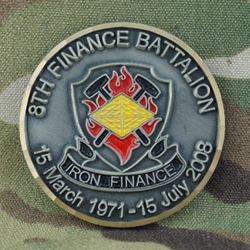 8TH FINANCE BATTALION
IRON FINANCE
15 March 1971-15 July 2008